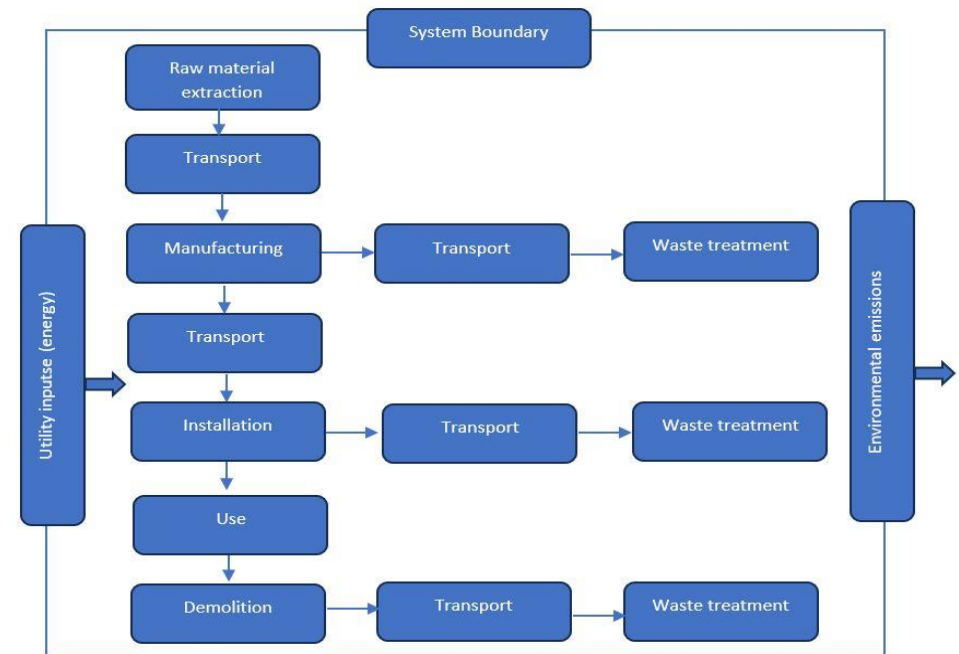 System Boundary
Raw material
extraction
Transport
Manufacturing
Transport
Waste treatment
Transport
Installation
Transport
Waste treatment
Use
Demolition
Transport
Waste treatment
Utility inputse (energy)
Environmental emissions